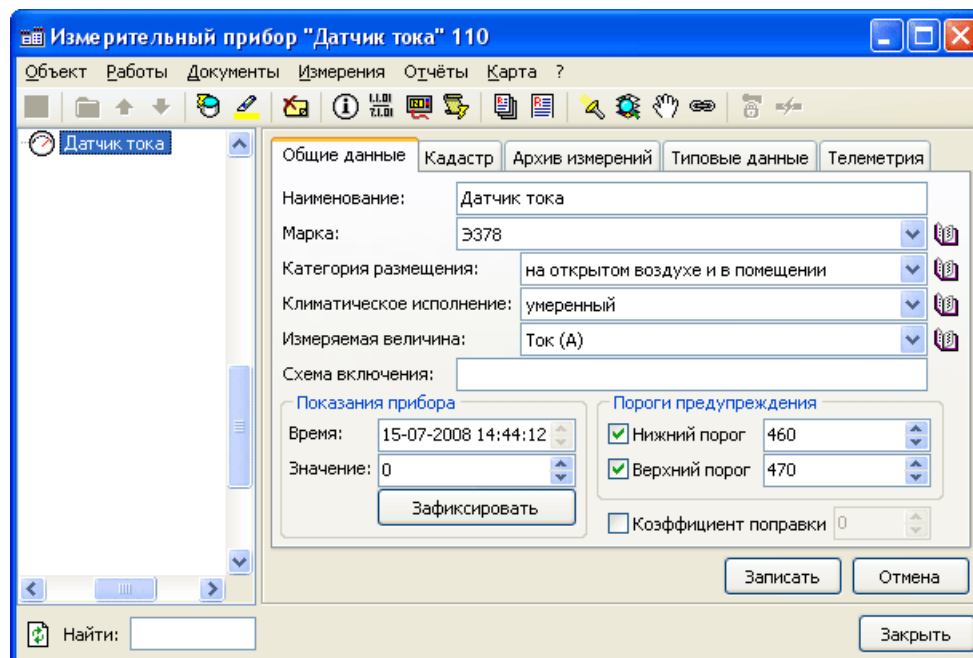 Измерительный прибор "Датчик тока" 110
Объект Работы Документы Измерения Отчёты Карта ?
Датчик тока
Общие данные Кадастр Архив измерений Типовые данные Телеметрия
Наименование: Датчик тока
Марка: Э378
Категория размещения: на открытом воздухе и в помещении
Климатическое исполнение: умеренный
Измеряемая величина: Ток (А)
Схема включения:
Показания прибора
Время: 15-07-2008 14:44:12
Значение: 0
Зафиксировать
Пороги предупреждения
Нижний порог 460
Верхний порог 470
Коэффициент поправки 0
Записать Отмена
Найти:
Закрыть